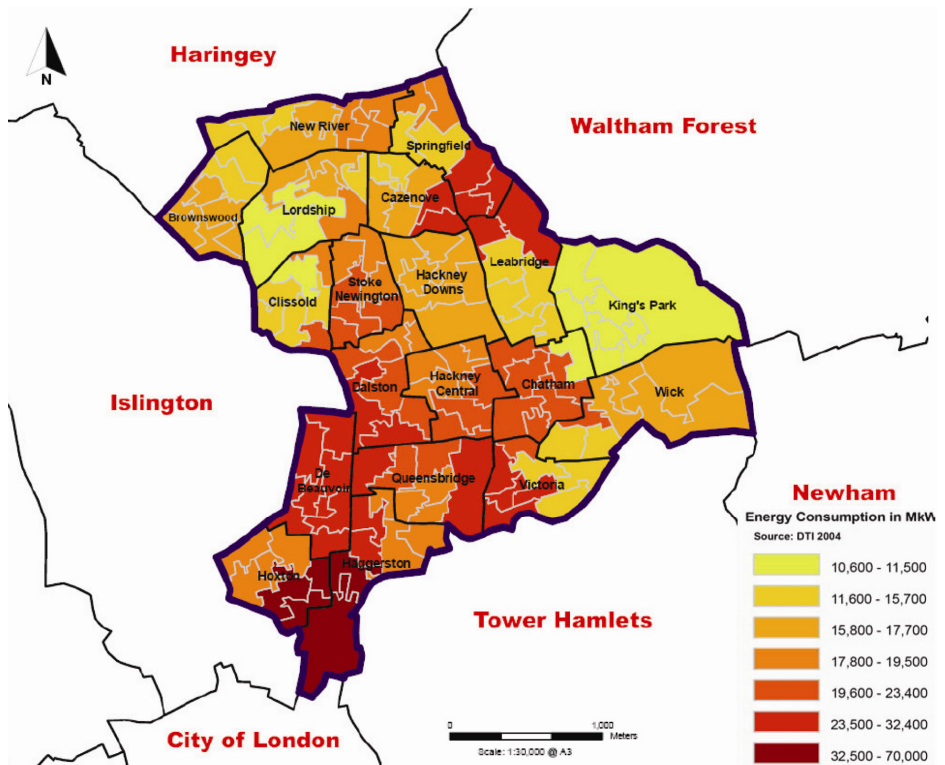 Haringey
N
Waltham Forest
New River
Springfield
Cazenove
Lordship
Brownswood
Leabridge
Hackney
Downs
Stoke
Newington
Clissold
King's Park
Islington
Dalston
Hackney
Central
Chatham
Wick
De
Beauvoir
Queensbridge
Victoria
Newham
Energy Consumption in MkW
Source: DTI 2004
Hoxton
Haggerston
10,600 - 11,500
11,600 - 15,700
Tower Hamlets
15,800 - 17,700
17,800 - 19,500
19,600 - 23,400
23,500 - 32,400
32,500 - 70,000
0 1,000
Meters
Scale: 1:30,000 @ A3
City of London